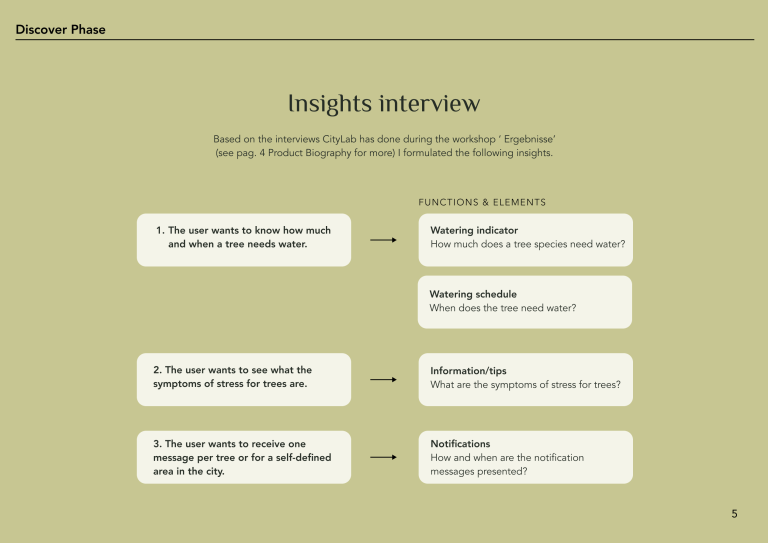 Discover Phase
Insights interview
Based on the interviews CityLab has done during the workshop ‘ Ergebnisse’
(see pag. 4 Product Biography for more) I formulated the following insights.
FUNCTIONS & ELEMENTS
1. The user wants to know how much
and when a tree needs water.
Watering indicator
How much does a tree species need water?
Watering schedule
When does the tree need water?
2. The user wants to see what the
symptoms of stress for trees are.
Information/tips
What are the symptoms of stress for trees?
3. The user wants to receive one
message per tree or for a self-defined
area in the city.
Notifications
How and when are the notification
messages presented?
5